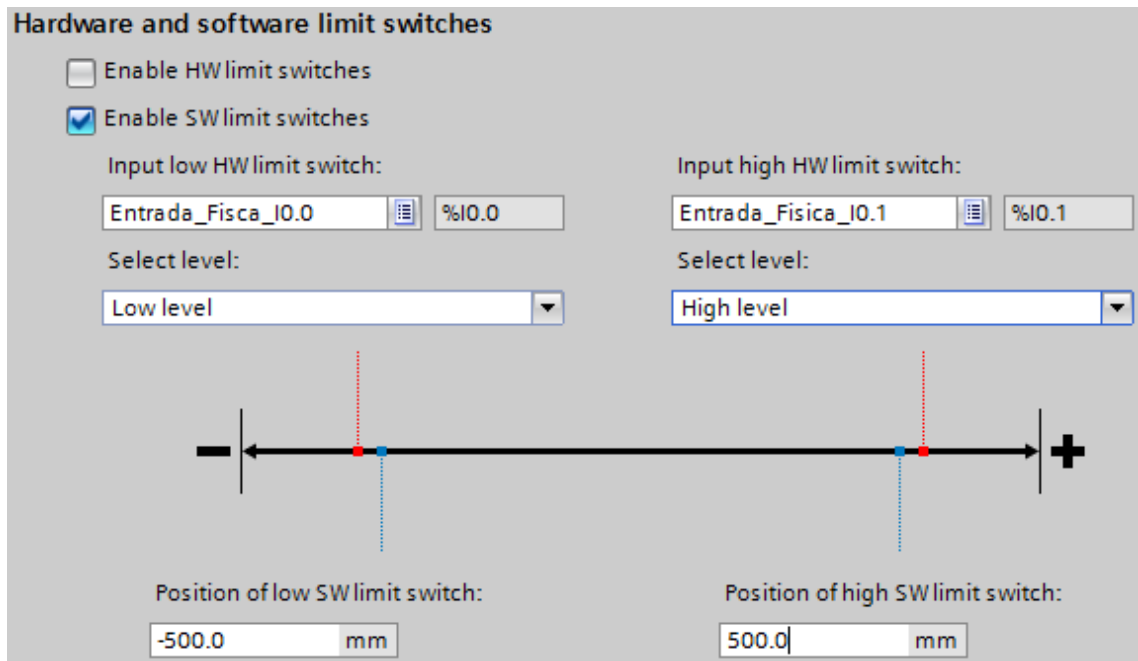 Hardware and software limit switches
Enable HW limit switches
Enable SW limit switches
Input low HW limit switch: Input high HW limit switch:
Entrada_Fisca_I0.0 %I0.0 Entrada_Fisica_I0.1 %I0.1
Select level: Select level:
Low level High level
Position of low SW limit switch: Position of high SW limit switch:
-500.0 mm 500.0 mm